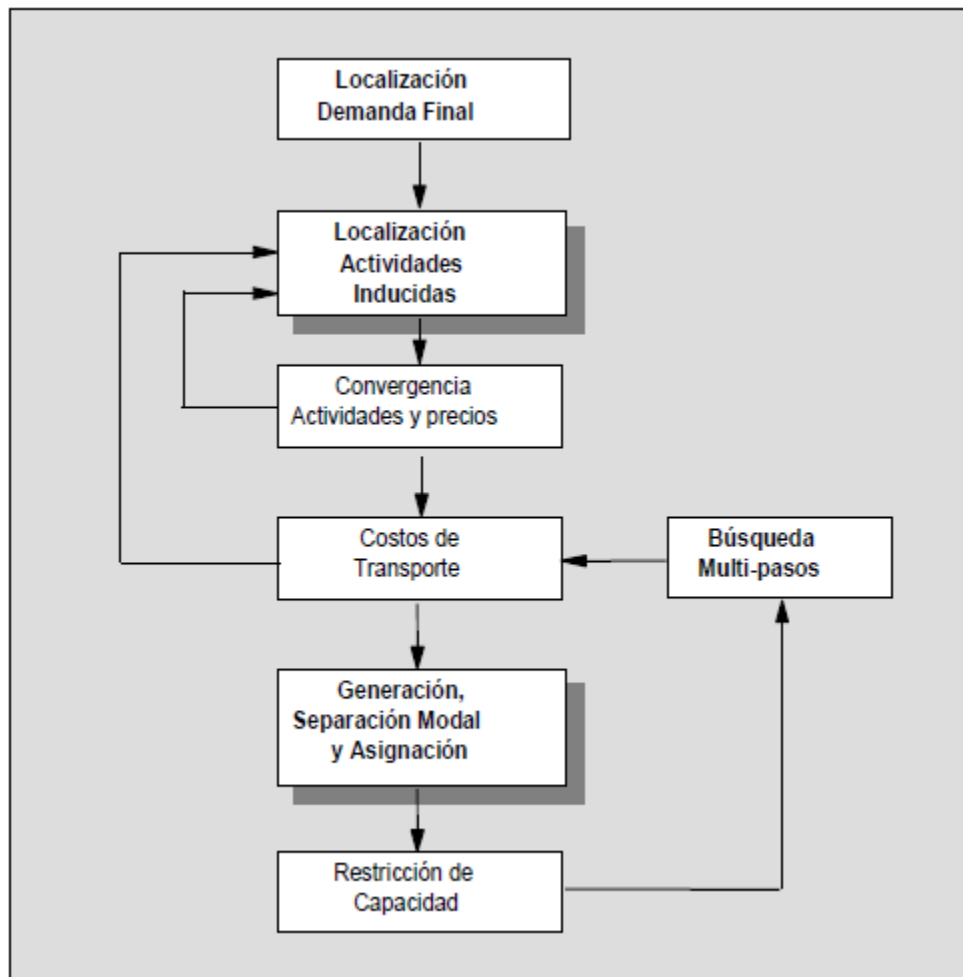 Localización
Demanda Final
Localización
Actividades
Inducidas
Convergencia
Actividades y precios
Costos de
Transporte
Búsqueda
Multi-pasos
Generación,
Separación Modal
y Asignación
Restricción de
Capacidad